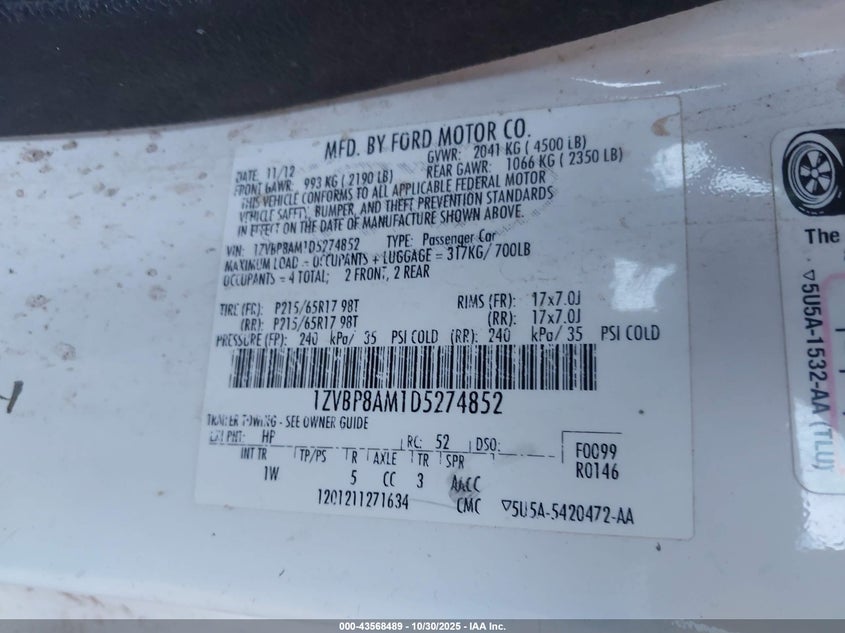 MFD. BY FORD MOTOR CO.
DATE: 11/12 GVWR: 2041 KG ( 4500 LB)
FRONT GAWR: 993 KG ( 2190 LB) REAR GAWR: 1066 KG ( 2350 LB)
THIS VEHICLE CONFORMS TO ALL APPLICABLE FEDERAL MOTOR
VEHICLE SAFETY, BUMPER, AND THEFT PREVENTION STANDARDS
IN EFFECT ON THE DATE OF MANUFACTURE SHOWN ABOVE.
VIN: 1ZVBP8AM1D5274852 TYPE: Passenger Car
MAXIMUM LOAD = OCCUPANTS + LUGGAGE = 317KG/ 700LB
OCCUPANTS = 4 TOTAL; 2 FRONT, 2 REAR
TIRE (FR): P215/65R17 98T RIMS (FR): 17x7.0J
(RR): P215/65R17 98T (RR): 17x7.0J
PRESSURE (FR): 240 kPa/ 35 PSI COLD (RR): 240 kPa/ 35 PSI COLD
1ZVBP8AM1D5274852
TRAILER TOWING - SEE OWNER GUIDE
EXT PNT: HP RC: 52 DSO: F0099
INT TR TP/PS R AXLE TR SPR R0146
1W 5 CC 3 AACC
1201211271634 CMC ▽5U5A-5420472-AA
The
▽5U5A-1532-AA (TLU)
000-43568489 - 10/30/2025 - IAA Inc.